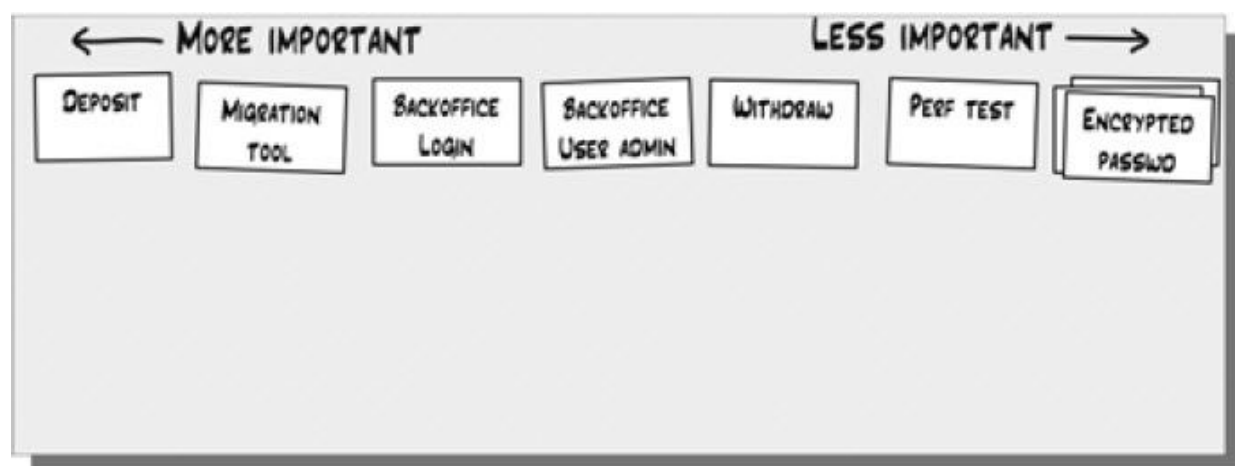 MORE IMPORTANT
LESS IMPORTANT
DEPOSIT
MIGRATION
TOOL
BACKOFFICE
LOGIN
BACKOFFICE
USER ADMIN
WITHDRAW
PERF TEST
ENCRYPTED
PASSWD